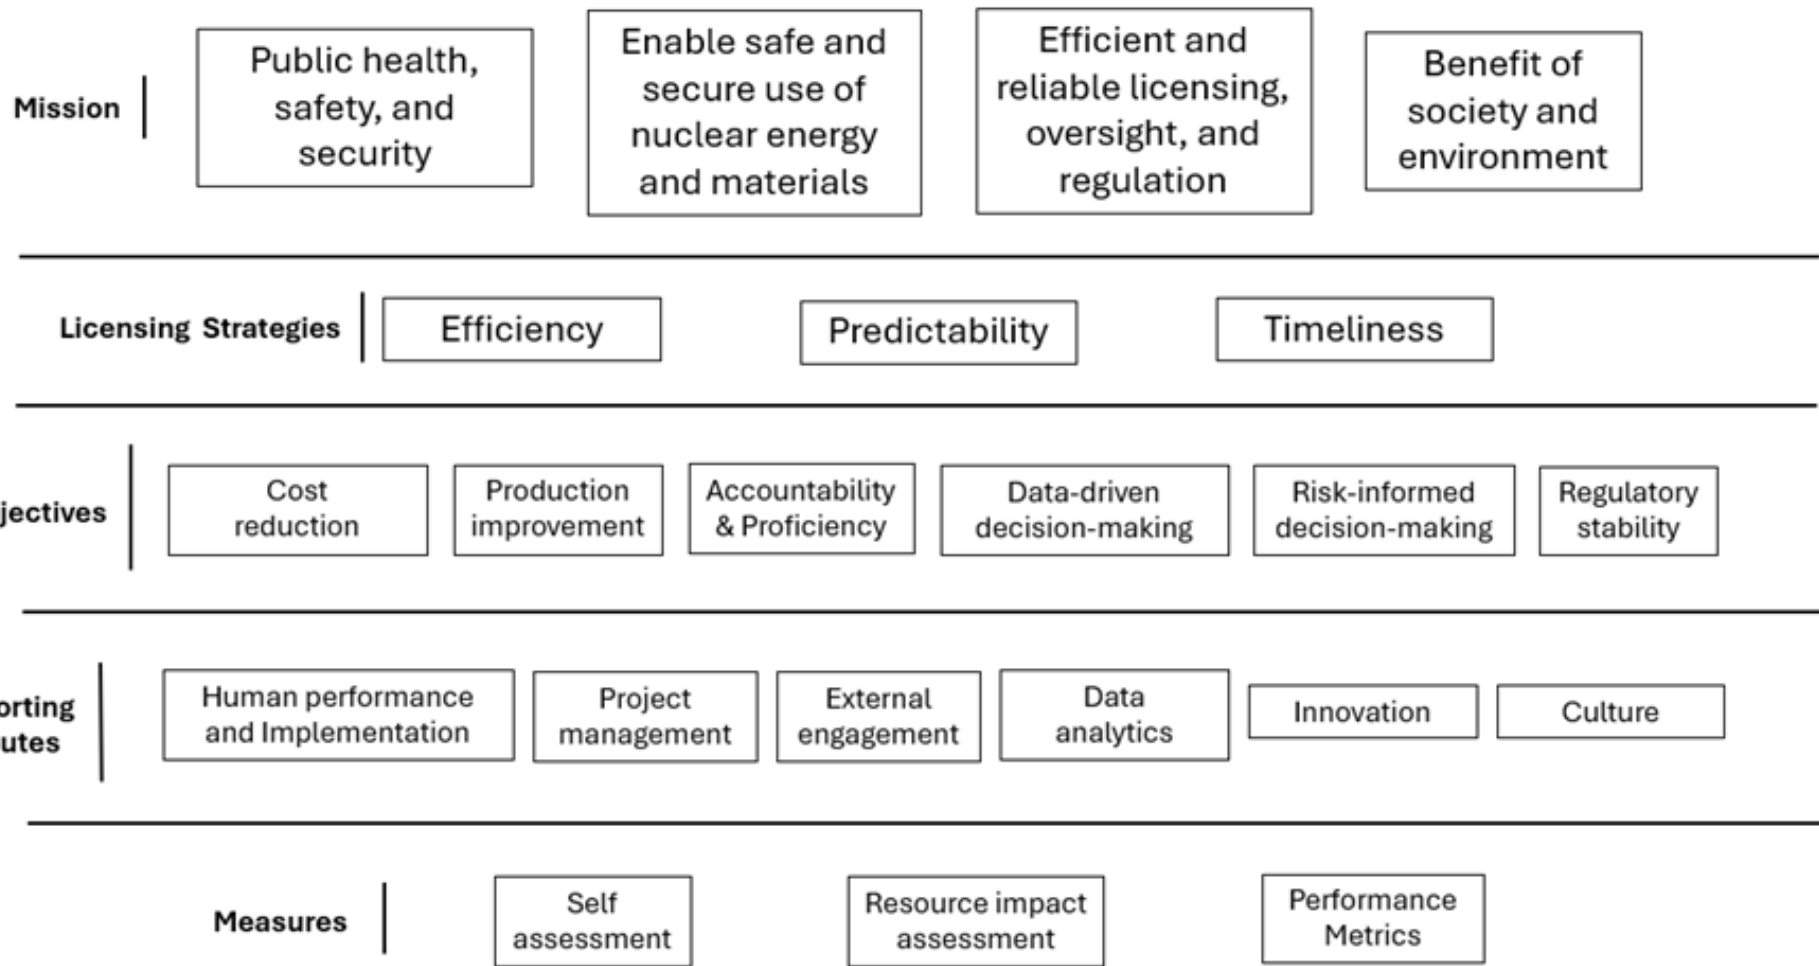 Mission
Public health,
safety, and
security
Enable safe and
secure use of
nuclear energy
and materials
Efficient and
reliable licensing,
oversight, and
regulation
Benefit of
society and
environment
Licensing Strategies
Efficiency
Predictability
Timeliness
jectives
Cost
reduction
Production
improvement
Accountability
& Proficiency
Data-driven
decision-making
Risk-informed
decision-making
Regulatory
stability
orting
utes
Human performance
and Implementation
Project
management
External
engagement
Data
analytics
Innovation
Culture
Measures
Self
assessment
Resource impact
assessment
Performance
Metrics